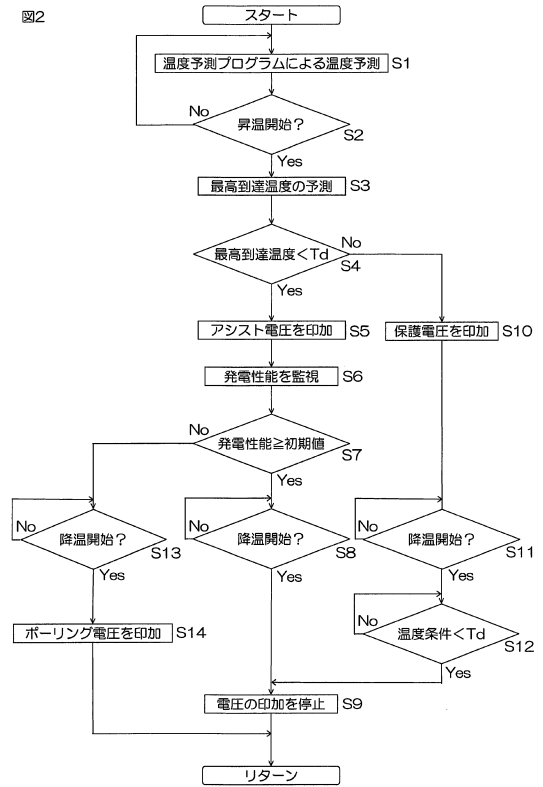 図2
スタート
温度予測プログラムによる温度予測 S1
No
昇温開始？
S2
Yes
最高到達温度の予測 S3
No
最高到達温度＜Td
S4
Yes
アシスト電圧を印加 S5
保護電圧を印加 S10
発電性能を監視 S6
No
発電性能≧初期値
S7
Yes
No 降温開始？ S13
No 降温開始？ S8
No 降温開始？ S11
Yes
Yes
Yes
ポーリング電圧を印加 S14
No 温度条件＜Td S12
Yes
電圧の印加を停止 S9
リターン